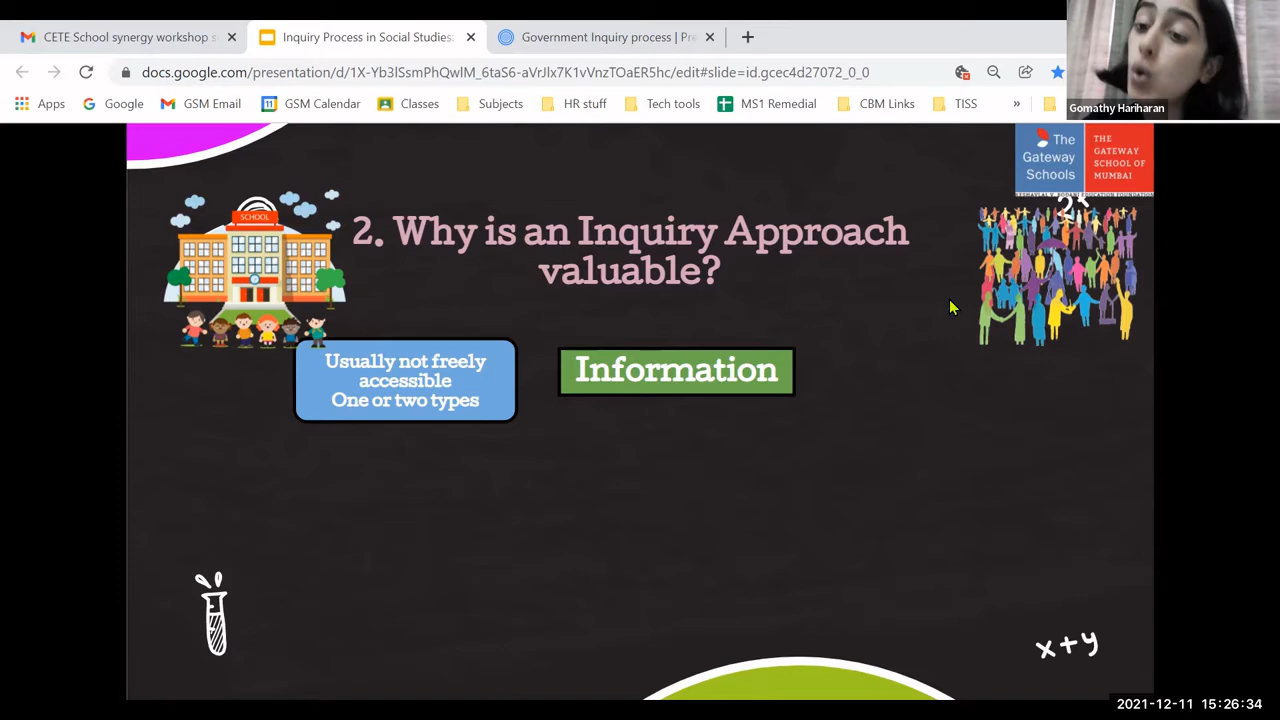 CETE School synergy workshop s
Inquiry Process in Social Studies:
Government Inquiry process | Pre
docs.google.com/presentation/d/1X-Yb3lSsmPhQwlM_6taS6-aVrJlx7K1vVnzTOaER5hc/edit#slide=id.gcec4d27072_0_0
Apps
Google
GSM Email
GSM Calendar
Classes
Subjects
HR stuff
Tech tools
MS1 Remedial
CBM Links
TISS
»
Gomathy Hariharan
The
Gateway
Schools
THE
GATEWAY
SCHOOL OF
MUMBAI
SCHOOL
2. Why is an Inquiry Approach
valuable?
Usually not freely
accessible
One or two types
Information
x+y
2021-12-11 15:26:34